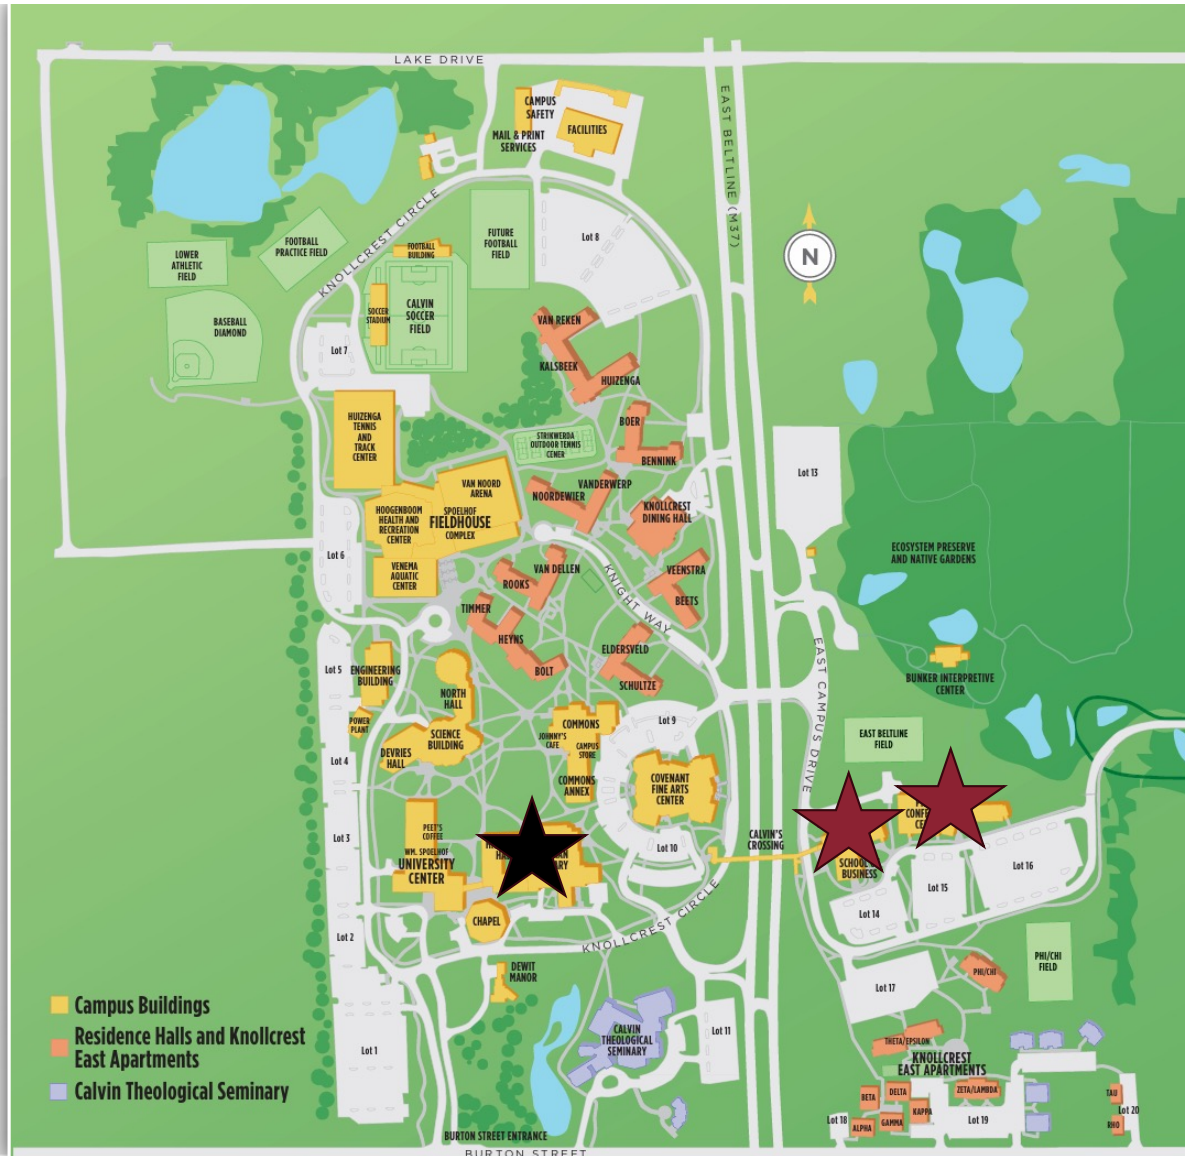 LAKE DRIVE
EAST BELTLINE (M37)
CAMPUS
SAFETY
MAIL & PRINT
SERVICES
FACILITIES
KNOLLCREST CIRCLE
LOWER
ATHLETIC
FIELD
FOOTBALL
PRACTICE FIELD
FOOTBALL
BUILDING
FUTURE
FOOTBALL
FIELD
Lot 8
N
BASEBALL
DIAMOND
SOCCER
STADIUM
CALVIN
SOCCER
FIELD
Lot 7
VAN REKEN
KALSBEEK
HUIZENGA
HUIZENGA
TENNIS
AND
TRACK
CENTER
STRIKWERDA
OUTDOOR TENNIS
CENER
BOER
BENNINK
Lot 13
VAN NOORD
ARENA
HOOGENBOOM
HEALTH AND
RECREATION
CENTER
SPOELHOF
FIELDHOUSE
COMPLEX
NOORDEWIER
VANDERWERP
KNOLLCREST
DINING HALL
ECOSYSTEM PRESERVE
AND NATIVE GARDENS
Lot 6
VENEMA
AQUATIC
CENTER
ROOKS
VAN DELLEN
KNIGHT WAY
VEENSTRA
BEETS
TIMMER
HEYNS
BOLT
ELDERSVELD
SCHULTZE
EAST CAMPUS DRIVE
BUNKER INTERPRETIVE
CENTER
Lot 5
ENGINEERING
BUILDING
NORTH
HALL
POWER
PLANT
SCIENCE
BUILDING
DEVRIES
HALL
COMMONS
JOHNNY'S
CAFE
CAMPUS
STORE
COMMONS
ANNEX
Lot 9
EAST BELTLINE
FIELD
Lot 4
COVENANT
FINE ARTS
CENTER
Lot 3
PEET'S
COFFEE
WM. SPOELHOF
UNIVERSITY
CENTER
Lot 10
CALVIN'S
CROSSING
SCHOOL
BUSINESS
Lot 16
Lot 15
Lot 14
CHAPEL
KNOLLCREST CIRCLE
Lot 2
DEWIT
MANOR
PHI/CHI
PHI/CHI
FIELD
Lot 17
Campus Buildings
Residence Halls and Knollcrest
East Apartments
Calvin Theological Seminary
Lot 1
CALVIN
THEOLOGICAL
SEMINARY
Lot 11
THETA/EPSILON
KNOLLCREST
EAST APARTMENTS
BETA
DELTA
ZETA/LAMBDA
KAPPA
ALPHA
GAMMA
Lot 18
Lot 19
TAU
Lot 20
RHO
BURTON STREET ENTRANCE
BURTON STREET